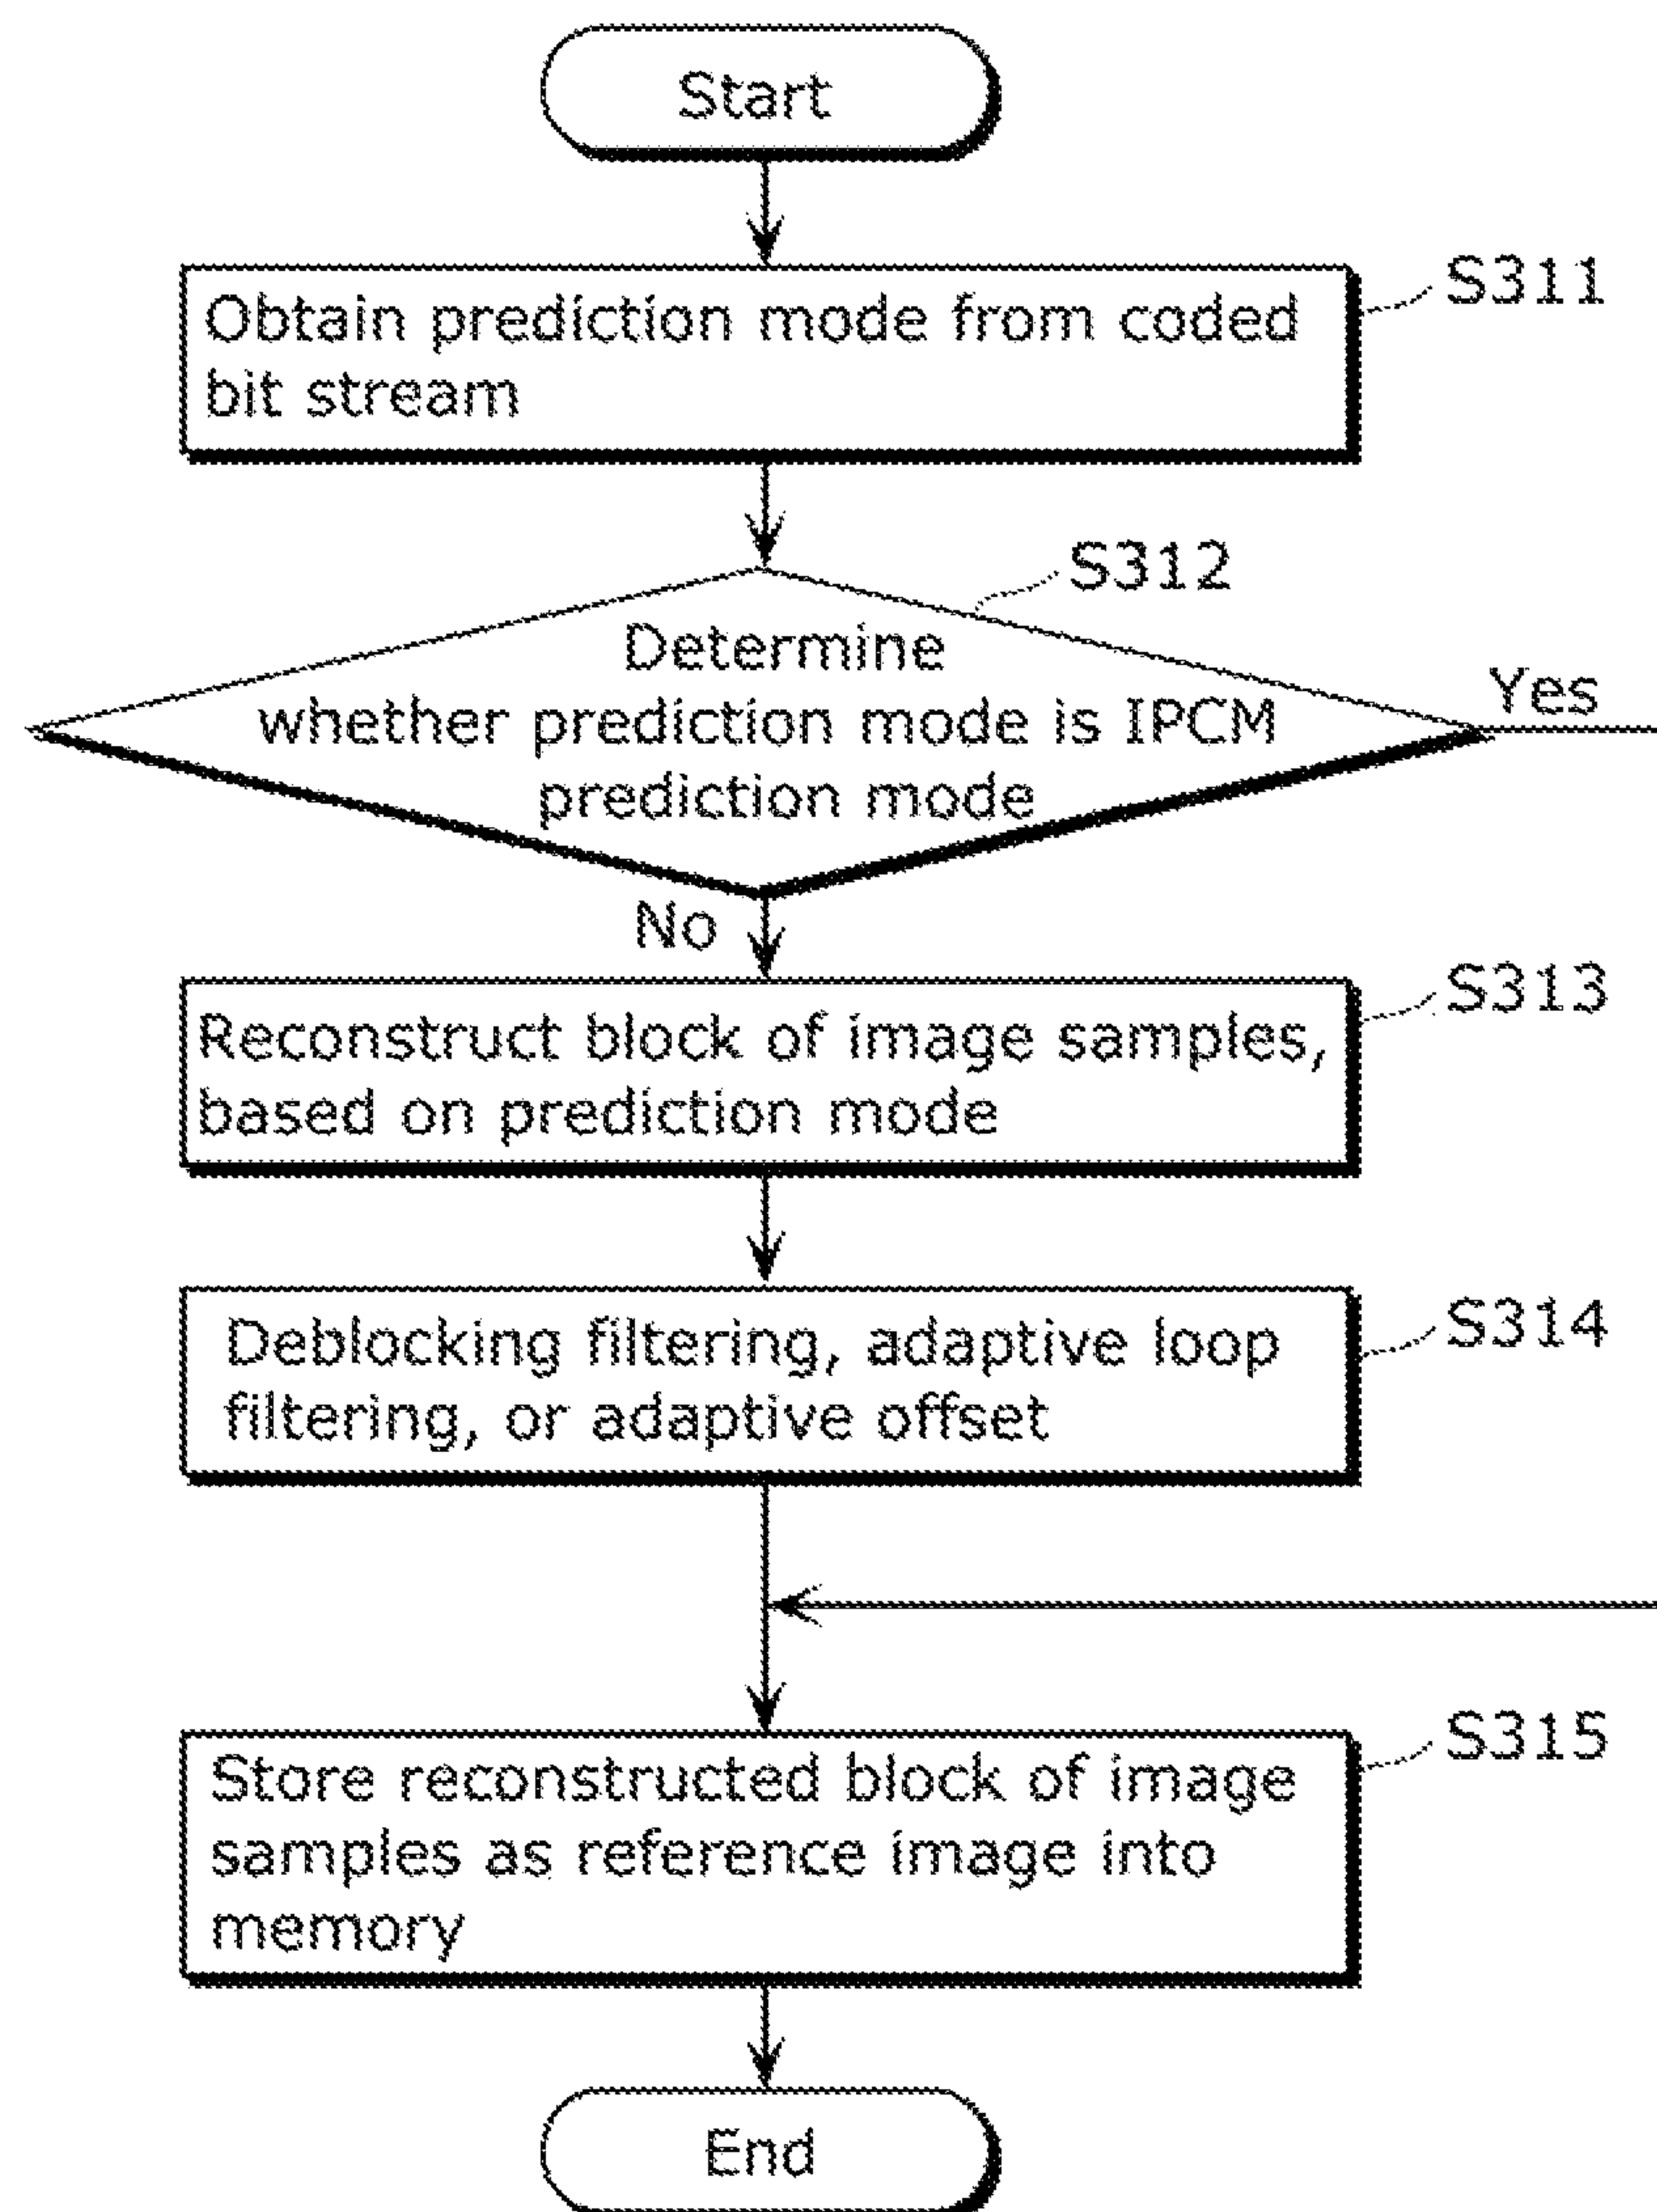 Start
S311
Obtain prediction mode from coded
bit stream
S312
Determine
whether prediction mode is IPCM
prediction mode
Yes
No
S313
Reconstruct block of image samples,
based on prediction mode
S314
Deblocking filtering, adaptive loop
filtering, or adaptive offset
S315
Store reconstructed block of image
samples as reference image into
memory
End